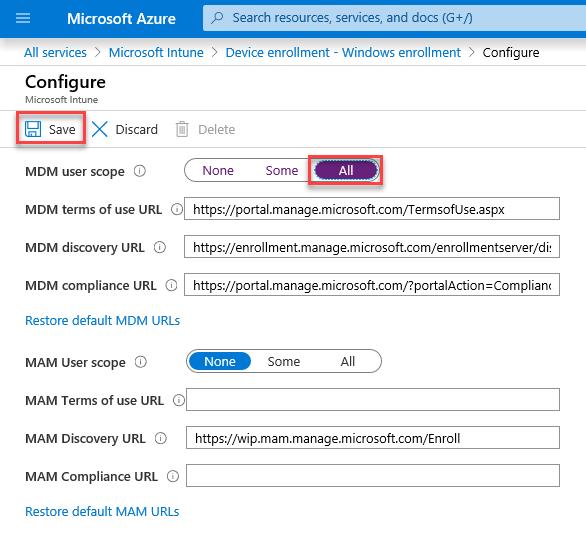 Microsoft Azure
Search resources, services, and docs (G+/)
All services > Microsoft Intune > Device enrollment - Windows enrollment > Configure
Configure
Microsoft Intune
Save Discard Delete
MDM user scope None Some All
MDM terms of use URL https://portal.manage.microsoft.com/TermsofUse.aspx
MDM discovery URL https://enrollment.manage.microsoft.com/enrollmentserver/dis
MDM compliance URL https://portal.manage.microsoft.com/?portalAction=Complianc
Restore default MDM URLs
MAM User scope None Some All
MAM Terms of use URL
MAM Discovery URL https://wip.mam.manage.microsoft.com/Enroll
MAM Compliance URL
Restore default MAM URLs